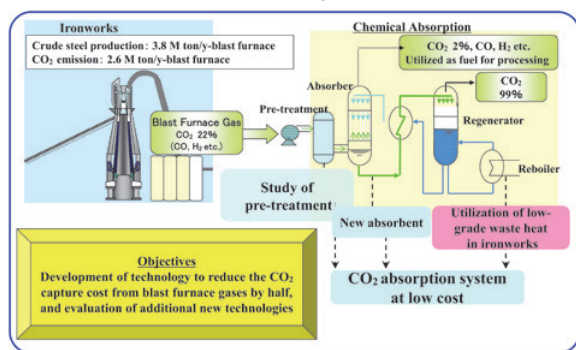 Ironworks
Crude steel production: 3.8 M ton/y-blast furnace
CO₂ emission: 2.6 M ton/y-blast furnace
Blast Furnace Gas
CO₂ 22%
(CO, H₂ etc.)
Chemical Absorption
CO₂ 2%, CO, H₂ etc.
Utilized as fuel for processing
CO₂
99%
Absorber
Pre-treatment
Regenerator
Reboiler
Study of
pre-treatment
New absorbent
Utilization of low-
grade waste heat
in ironworks
Objectives
Development of technology to reduce the CO₂
capture cost from blast furnace gases by half,
and evaluation of additional new technologies
CO₂ absorption system
at low cost